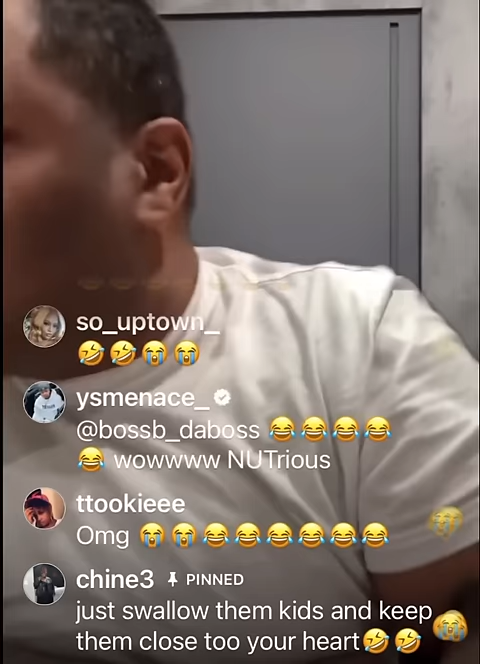 so_uptown_
🤣🤣😭😭
ysmenace_
@bossb_daboss 😂😂😂😂
😂 wowwww NUTrious
ttookieee
Omg 😭😭😂😂😂😂😂😂
chine3 PINNED
just swallow them kids and keep
them close too your heart🤣🤣